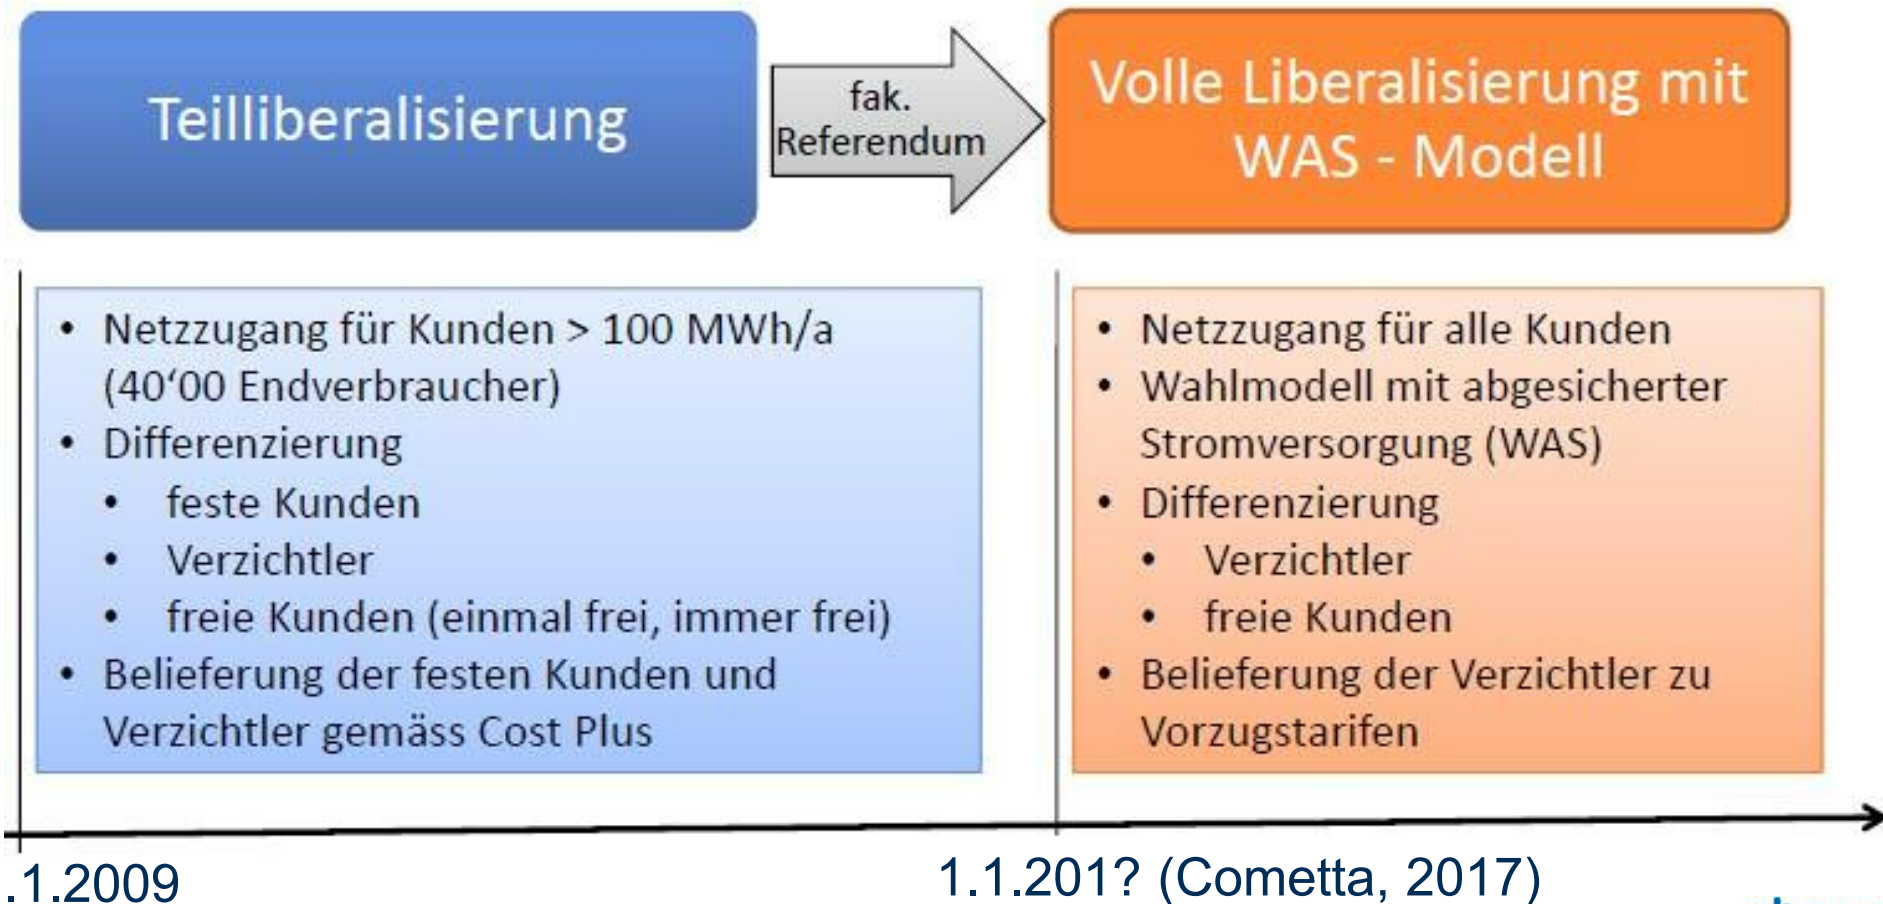 Teilliberalisierung
fak.
Referendum
Volle Liberalisierung mit
WAS - Modell
• Netzzugang für Kunden > 100 MWh/a
(40‘00 Endverbraucher)
• Differenzierung
• feste Kunden
• Verzichtler
• freie Kunden (einmal frei, immer frei)
• Belieferung der festen Kunden und
Verzichtler gemäss Cost Plus
• Netzzugang für alle Kunden
• Wahlmodell mit abgesicherter
Stromversorgung (WAS)
• Differenzierung
• Verzichtler
• freie Kunden
• Belieferung der Verzichtler zu
Vorzugstarifen
.1.2009
1.1.201? (Cometta, 2017)